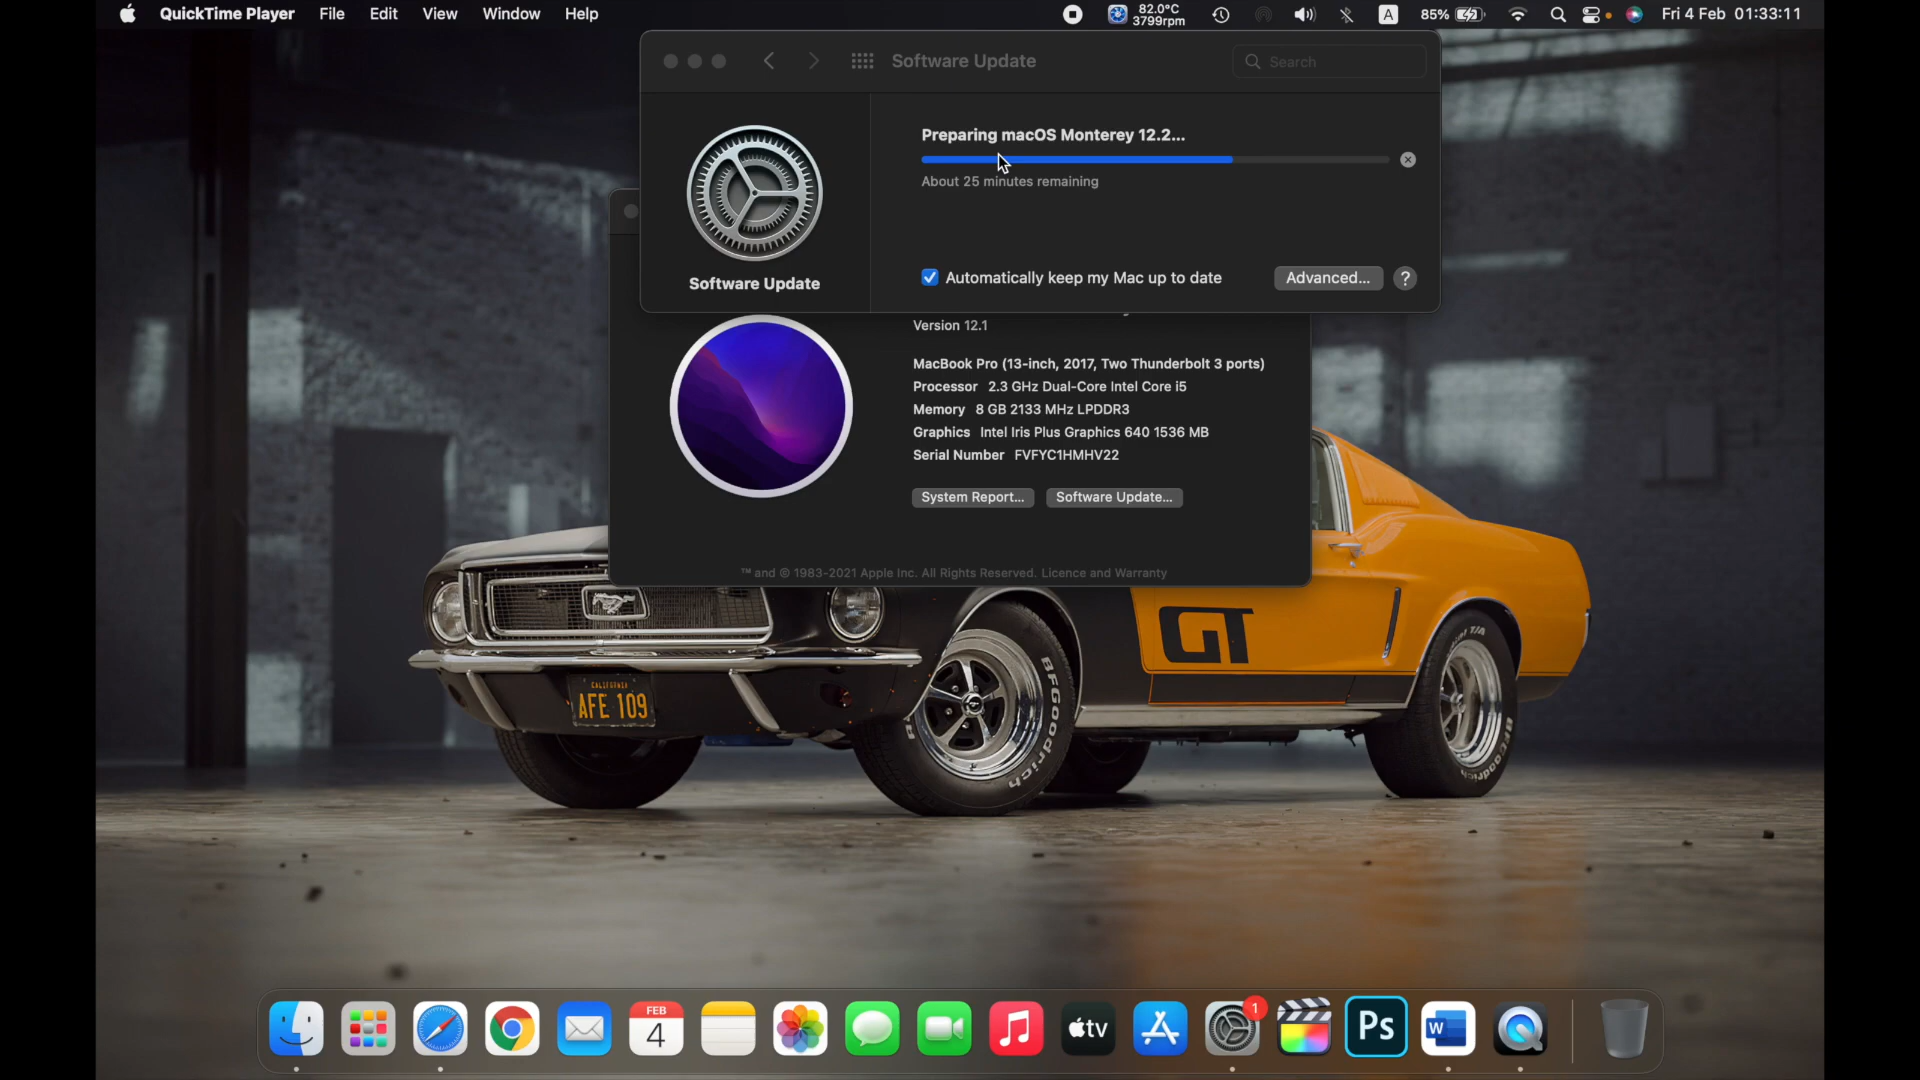 QuickTime Player File Edit View Window Help 82.0°C 3799rpm A 85% Fri 4 Feb 01:33:11
Software Update
Search
Preparing macOS Monterey 12.2...
About 25 minutes remaining
Software Update
Automatically keep my Mac up to date
Advanced...
?
Version 12.1
MacBook Pro (13-inch, 2017, Two Thunderbolt 3 ports)
Processor 2.3 GHz Dual-Core Intel Core i5
Memory 8 GB 2133 MHz LPDDR3
Graphics Intel Iris Plus Graphics 640 1536 MB
Serial Number FVFYC1HMHV22
System Report...
Software Update...
™ and © 1983-2021 Apple Inc. All Rights Reserved. Licence and Warranty
GT
CALIFORNIA
AFE 109
BFGoodrich
T/A
BFGoodrich
FEB
4
tv
1
Ps
W